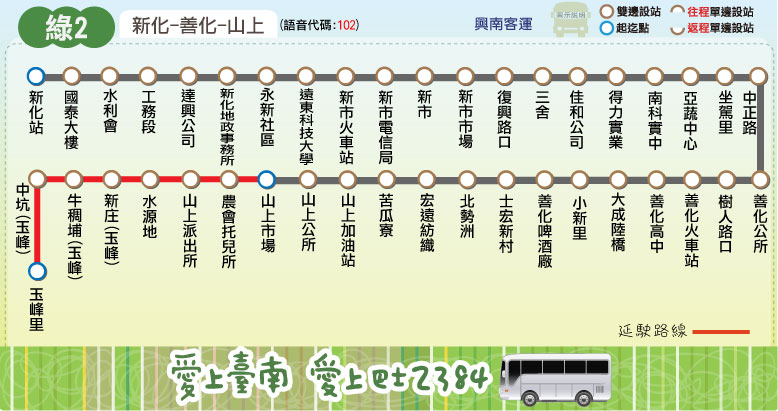 綠2
新化-善化-山上
(語音代碼:102)
興南客運
圖示說明
雙邊設站
往程單邊設站
起迄點
返程單邊設站
新化站
國泰大樓
水利會
工務段
達興公司
新化地政事務所
永新社區
遠東科技大學
新市火車站
新市電信局
新市
新市市場
復興路口
三舍
佳和公司
得力實業
南科實中
亞蔬中心
坐駕里
中正路
善化公所
樹人路口
善化火車站
善化高中
大成陸橋
小新里
善化啤酒廠
士宏新村
北勢洲
宏遠紡織
苦瓜寮
山上加油站
山上公所
山上市場
農會托兒所
山上派出所
水源地
新庄(玉峰)
牛稠埔(玉峰)
中坑(玉峰)
玉峰里
延駛路線
愛上臺南 愛上巴士2384